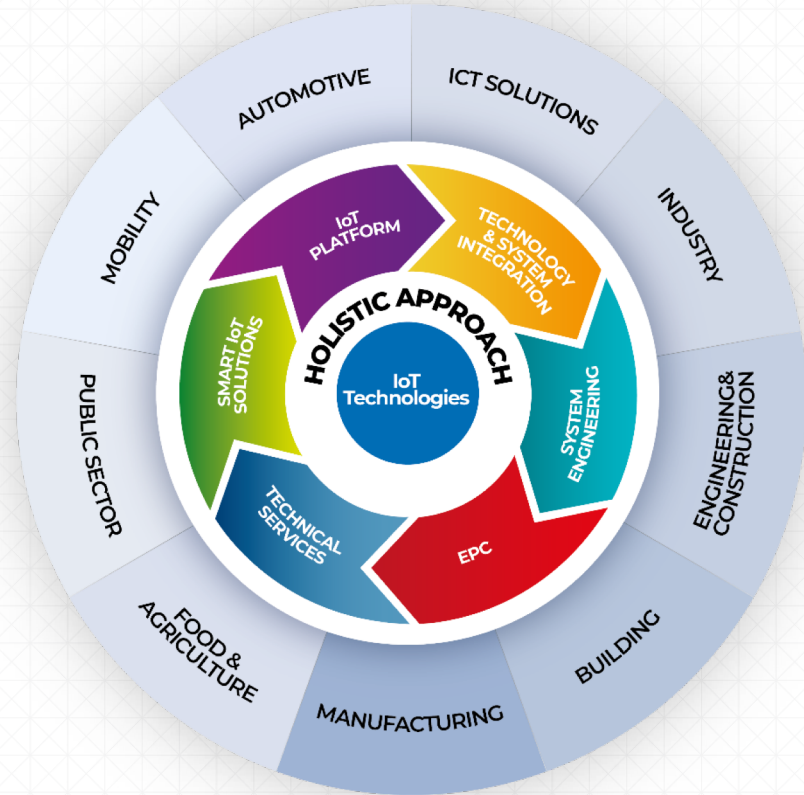 AUTOMOTIVE
ICT SOLUTIONS
INDUSTRY
ENGINEERING&
CONSTRUCTION
BUILDING
MANUFACTURING
FOOD &
AGRICULTURE
PUBLIC SECTOR
MOBILITY
IoT
PLATFORM
TECHNOLOGY
& SYSTEM
INTEGRATION
SYSTEM
ENGINEERING
EPC
TECHNICAL
SERVICES
SMART IoT
SOLUTIONS
HOLISTIC APPROACH
IoT
Technologies